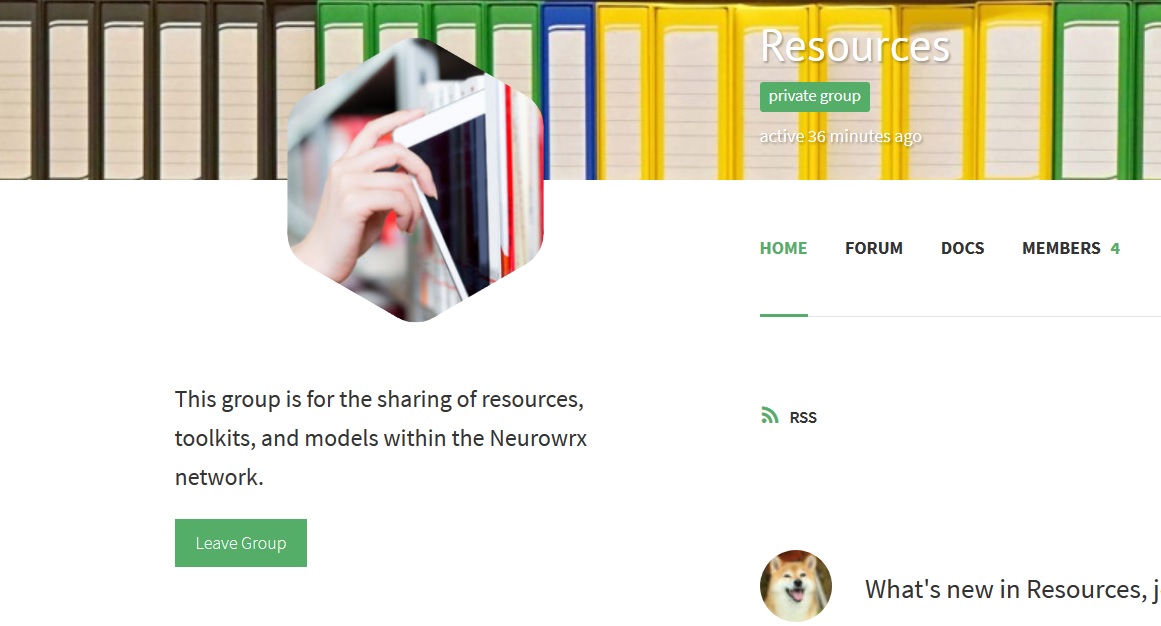 Resources
private group
active 36 minutes ago
HOME FORUM DOCS MEMBERS 4
This group is for the sharing of resources,
toolkits, and models within the Neurowrx
network.
Leave Group
RSS
What's new in Resources, j